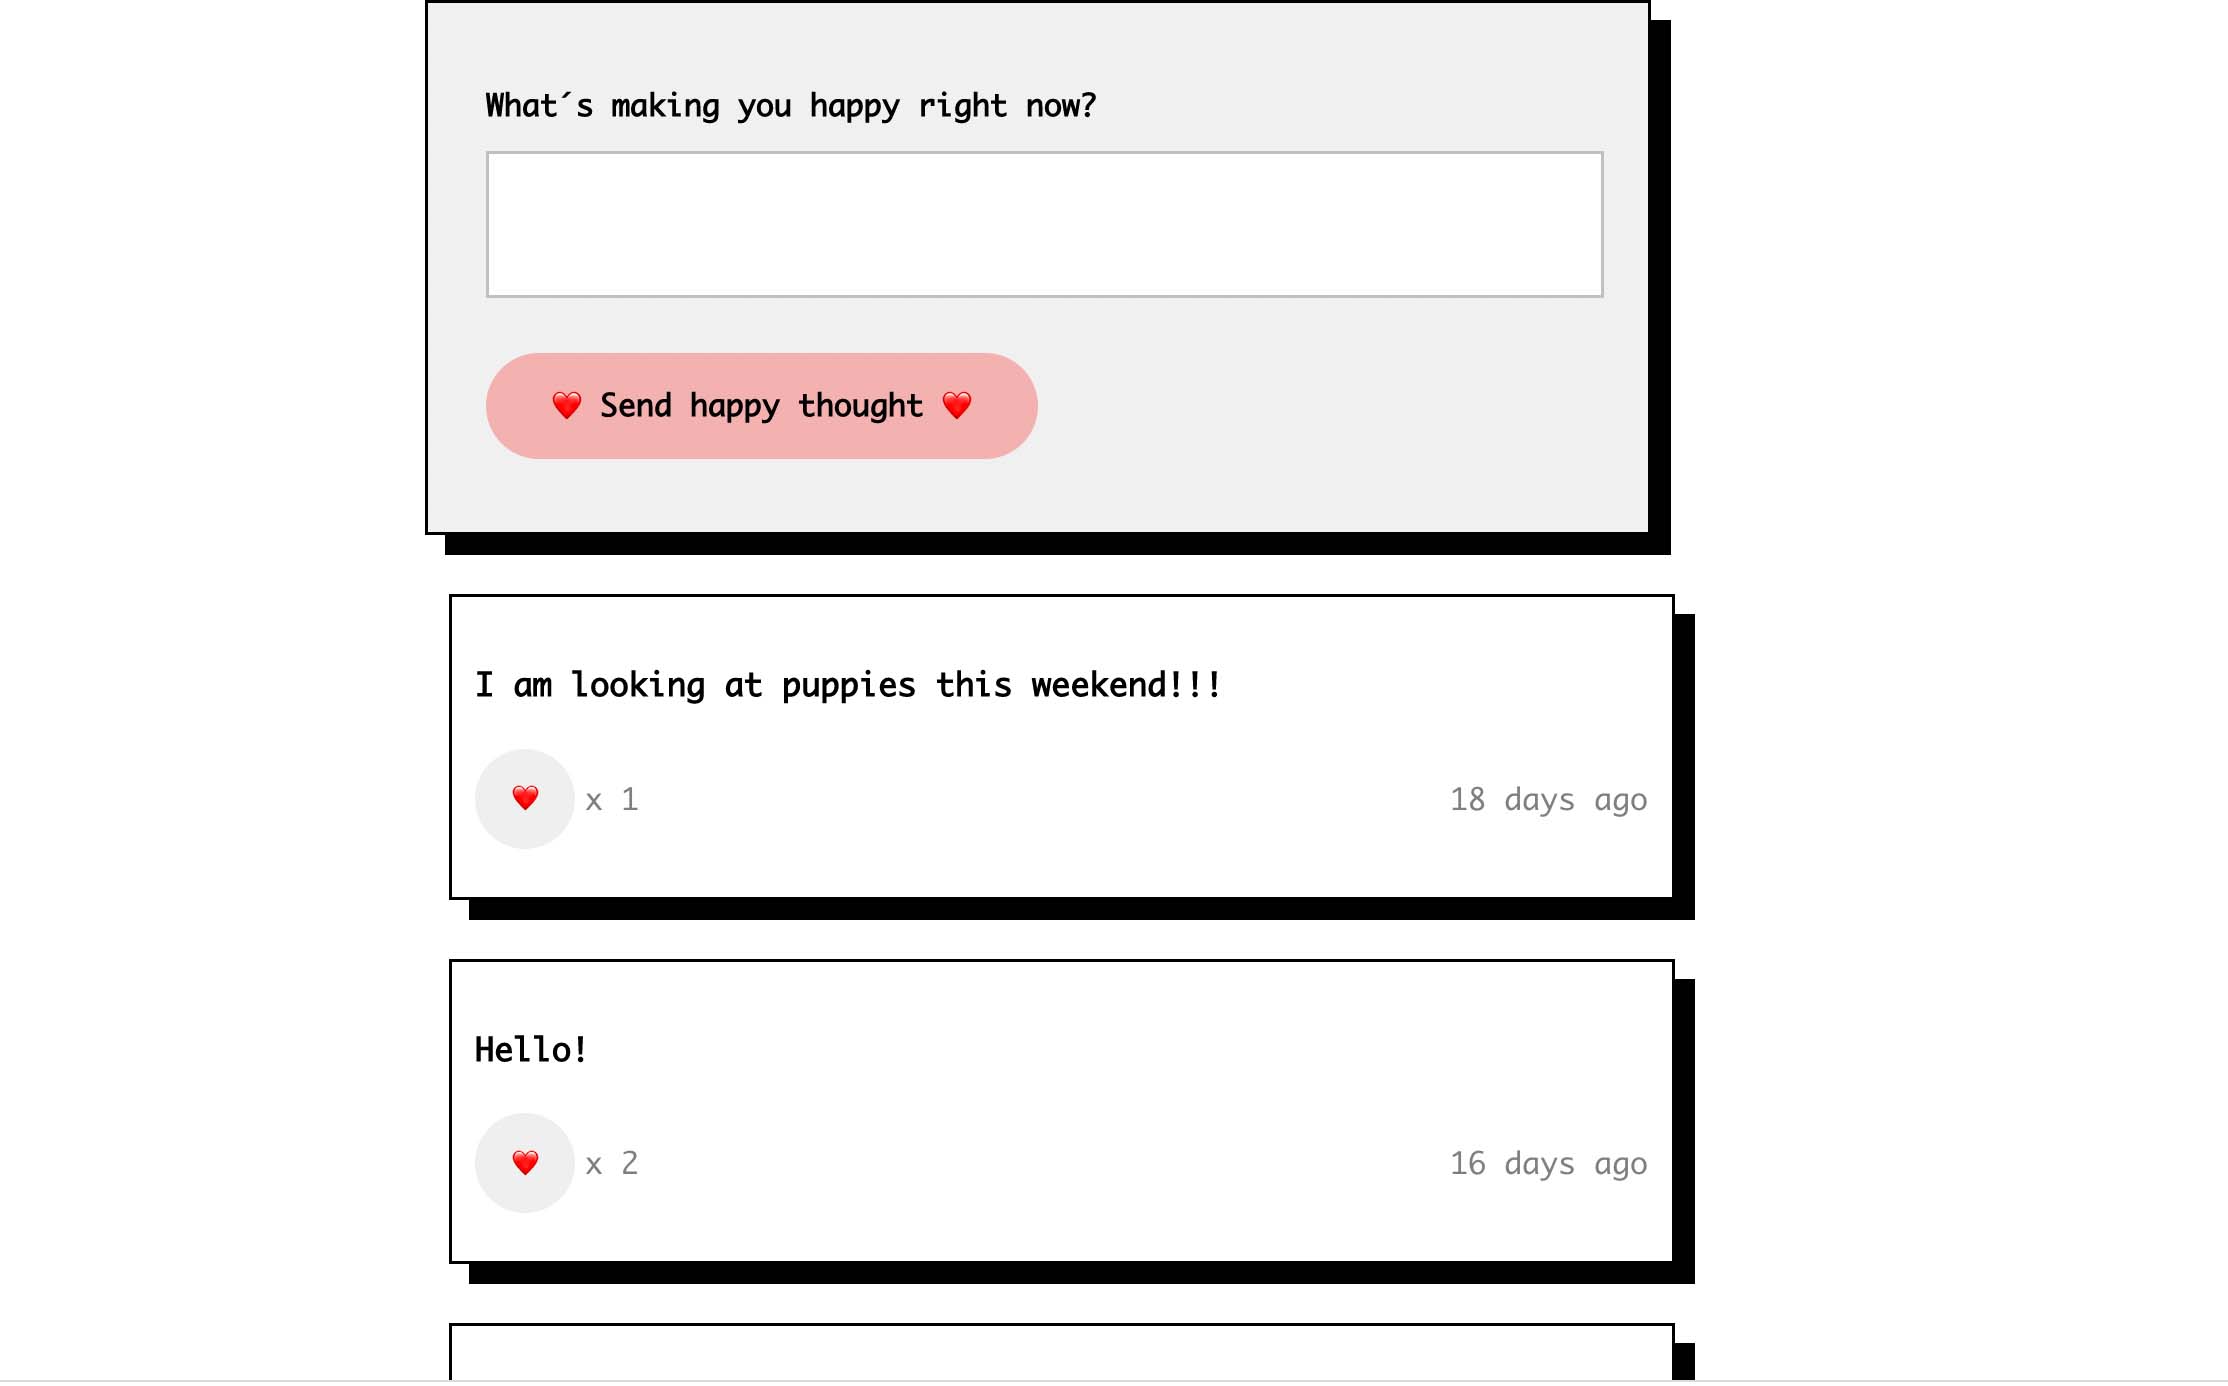 What´s making you happy right now?
❤️ Send happy thought ❤️
I am looking at puppies this weekend!!!
❤️ x 1 18 days ago
Hello!
❤️ x 2 16 days ago